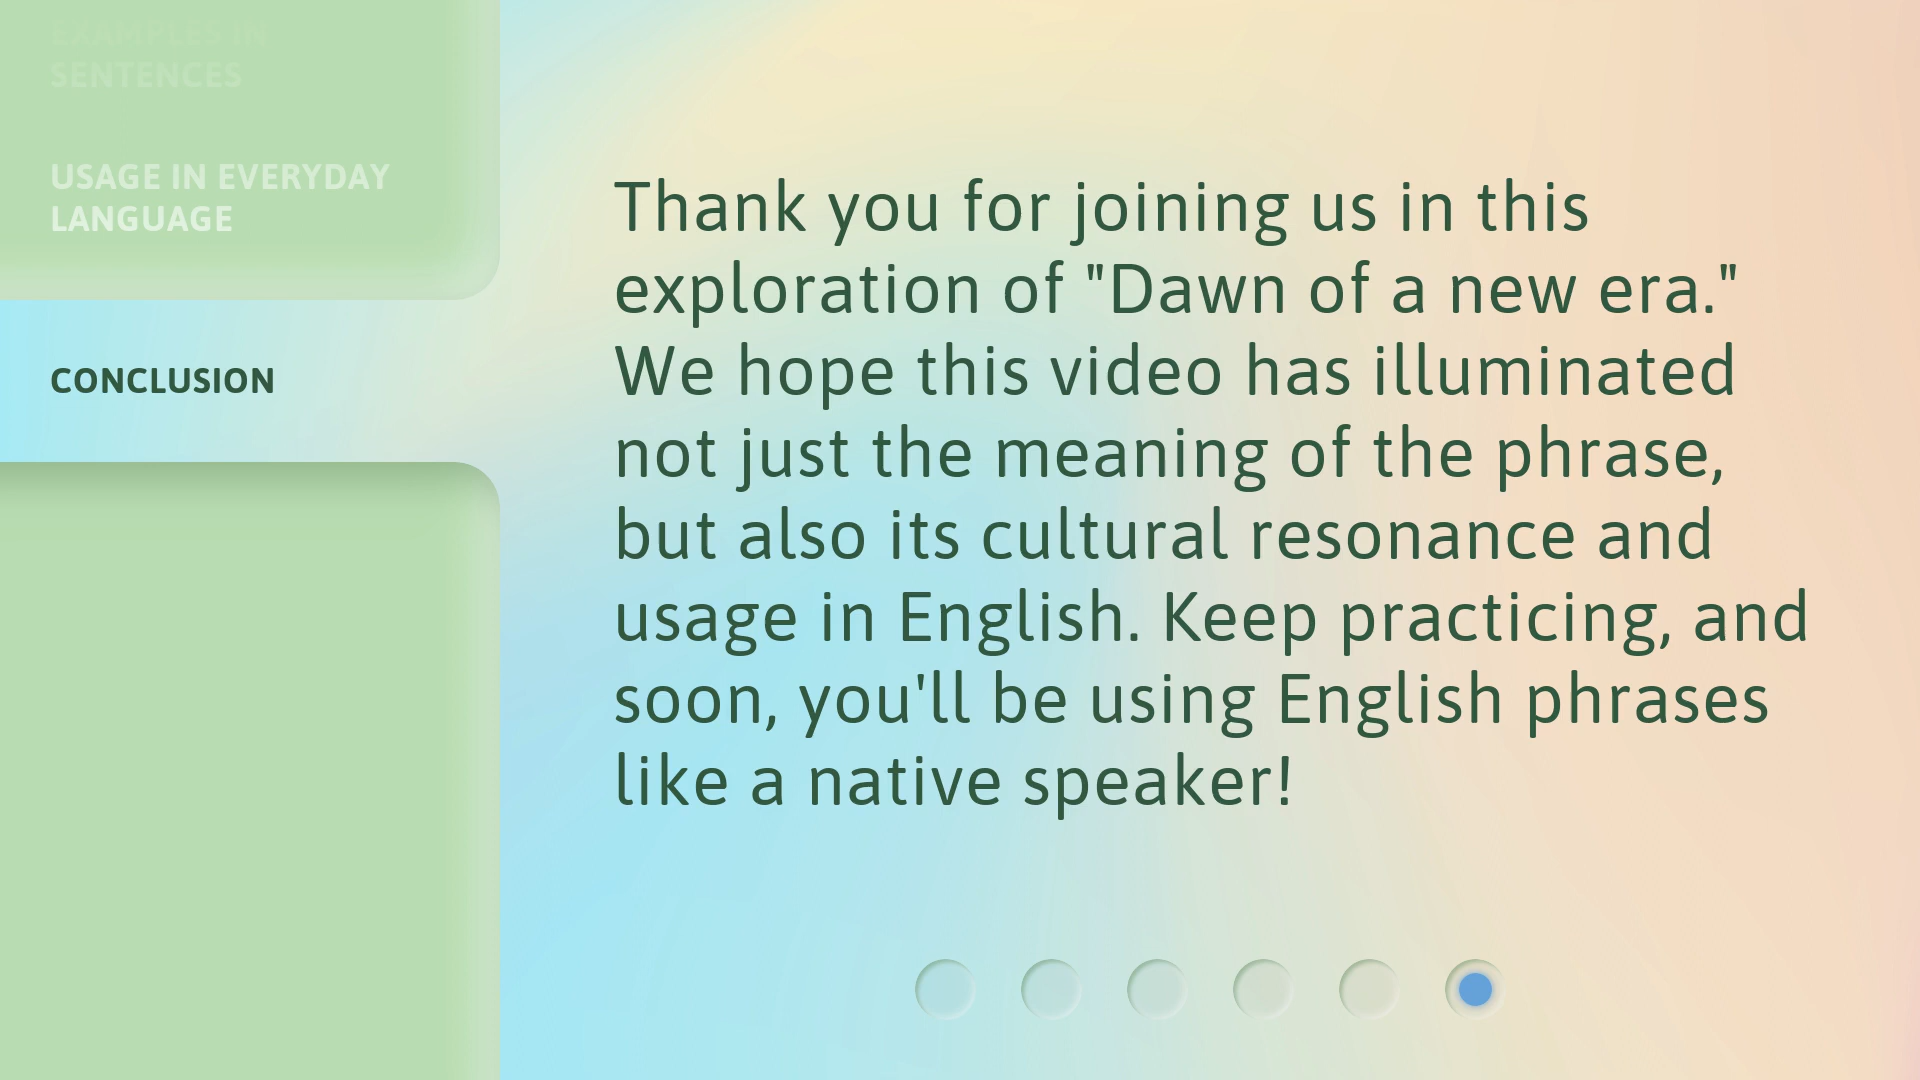 EXAMPLES IN
SENTENCES
USAGE IN EVERYDAY
LANGUAGE
CONCLUSION
Thank you for joining us in this
exploration of "Dawn of a new era."
We hope this video has illuminated
not just the meaning of the phrase,
but also its cultural resonance and
usage in English. Keep practicing, and
soon, you'll be using English phrases
like a native speaker!